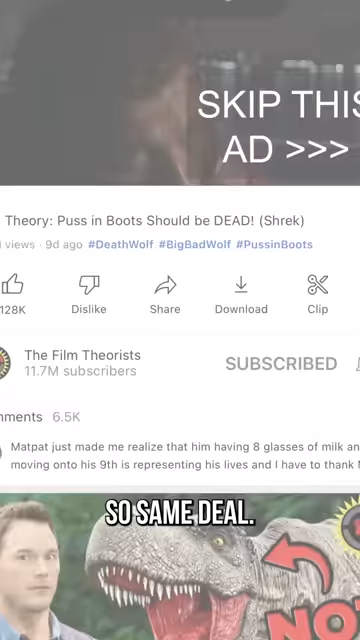 SKIP THIS
AD >>>
Theory: Puss in Boots Should be DEAD! (Shrek)
views · 9d ago #DeathWolf #BigBadWolf #PussinBoots
128K
Dislike
Share
Download
Clip
The Film Theorists
11.7M subscribers
SUBSCRIBED
mments 6.5K
Matpat just made me realize that him having 8 glasses of milk an
moving onto his 9th is representing his lives and I have to thank
SO SAME DEAL.
NO